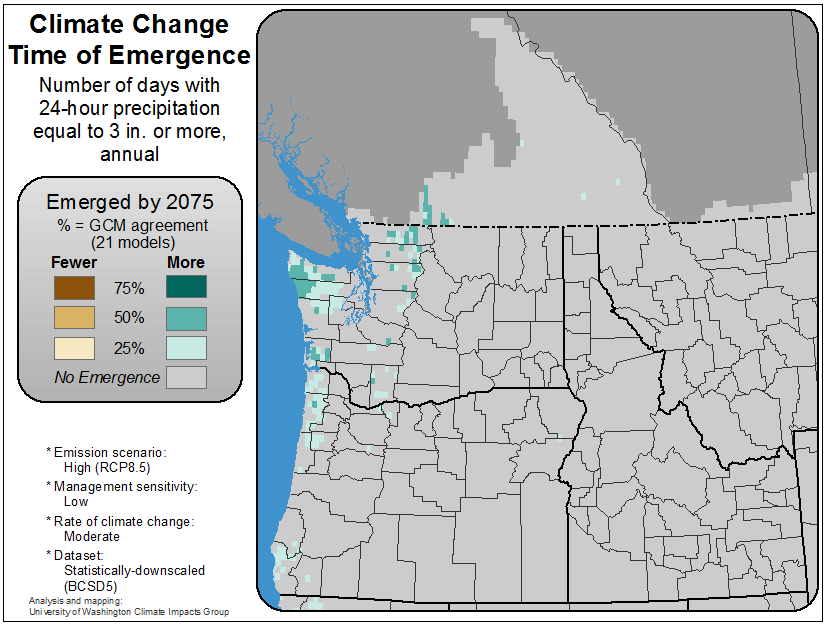 Climate Change
Time of Emergence
Number of days with
24-hour precipitation
equal to 3 in. or more,
annual
Emerged by 2075
% = GCM agreement
(21 models)
Fewer More
75%
50%
25%
No Emergence
* Emission scenario:
High (RCP8.5)
* Management sensitivity:
Low
* Rate of climate change:
Moderate
* Dataset:
Statistically-downscaled
(BCSD5)
Analysis and mapping:
University of Washington Climate Impacts Group